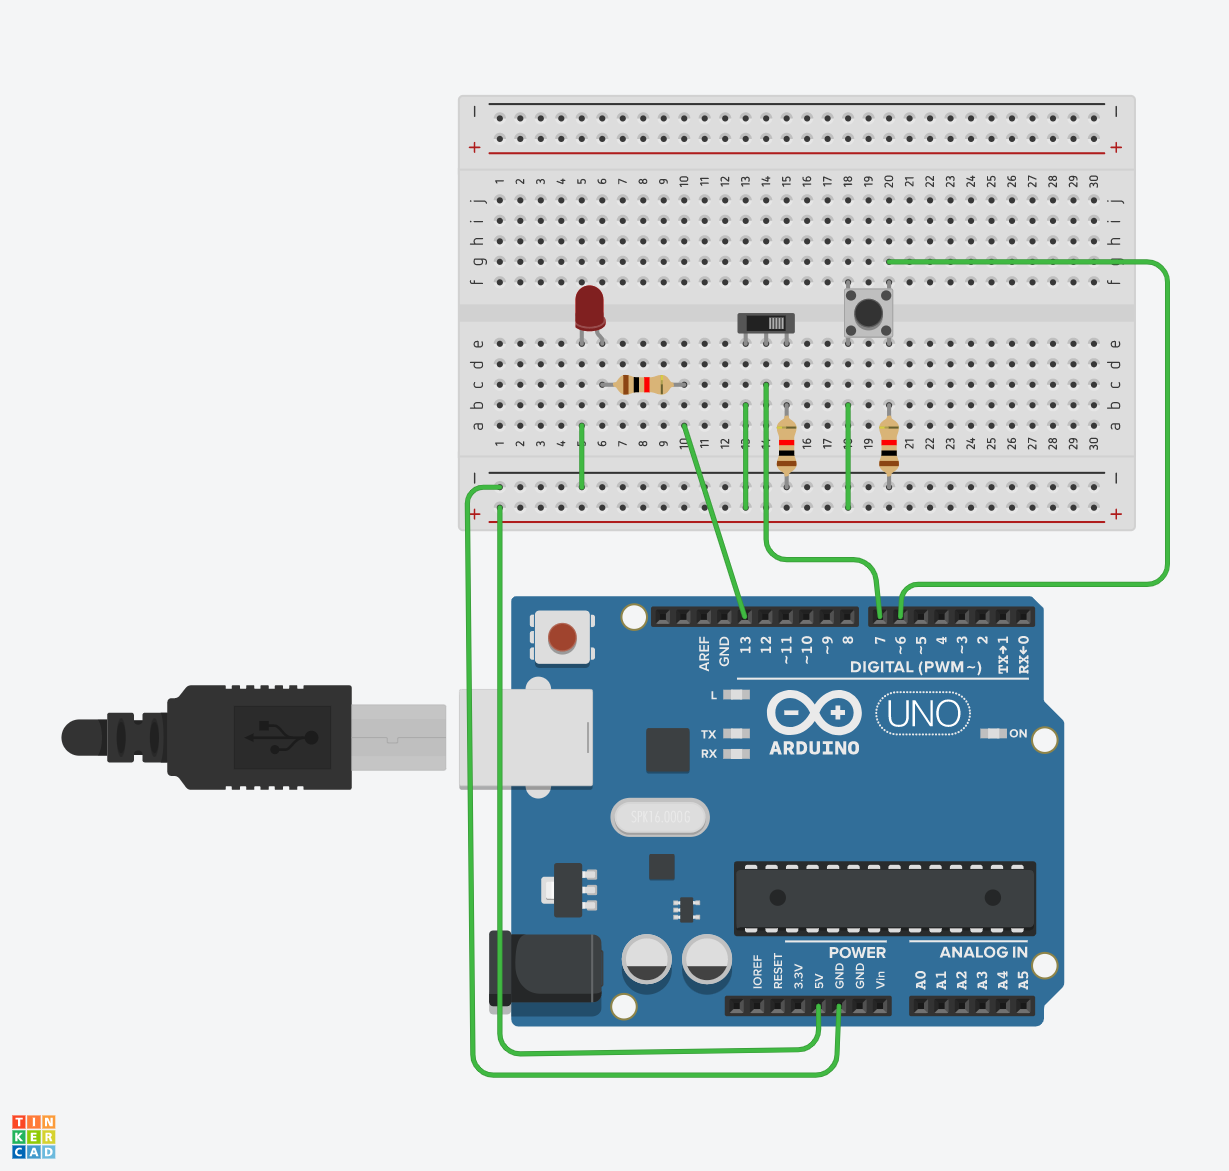 − −
+ +
1 2 3 4 5 6 7 8 9 10 11 12 13 14 15 16 17 18 19 20 21 22 23 24 25 26 27 28 29 30
j j
i i
h h
g g
f f
e e
d d
c c
b b
a a
1 2 3 4 5 6 7 8 9 10 11 12 13 14 15 16 17 18 19 21 22 23 24 25 26 27 28 29 30
− −
+ +
AREF GND 13 12 ~11 ~10 ~9 8 7 ~6 ~5 4 ~3 2 TX→1 RX←0
DIGITAL (PWM~)
L
TX
RX
UNO
ARDUINO
ON
SPK16.000G
POWER ANALOG IN
IOREF RESET 3.3V 5V GND GND Vin A0 A1 A2 A3 A4 A5
TIN
KER
CAD